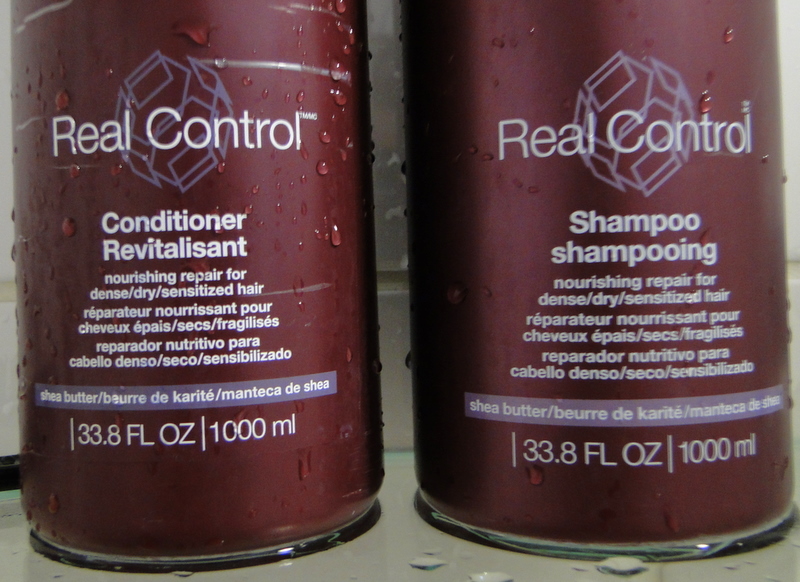 Real Control TM/MC
Conditioner
Revitalisant
nourishing repair for
dense/dry/sensitized hair
réparateur nourrissant pour
cheveux épais/secs/fragilisés
reparador nutritivo para
cabello denso/seco/sensibilizado
shea butter/beurre de karité/manteca de shea
|33.8 FL OZ|1000 ml
Real Control
Shampoo
shampooing
nourishing repair for
dense/dry/sensitized hair
réparateur nourrissant pour
cheveux épais/secs/fragilisés
reparador nutritivo para
cabello denso/seco/sensibilizado
shea butter/beurre de karité/manteca de shea
|33.8 FL OZ|1000 ml